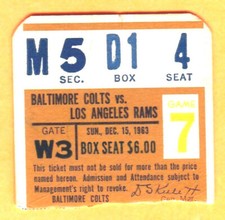 M 5 D1 4
SEC. BOX SEAT
BALTIMORE COLTS vs.
LOS ANGELES RAMS
GATE SUN., DEC. 15, 1963
W3 BOX SEAT $6.00
GAME
7
This ticket must not be sold for more than the price
named hereon. Admission and Attendance subject to
Management's right to revoke.
BALTIMORE COLTS